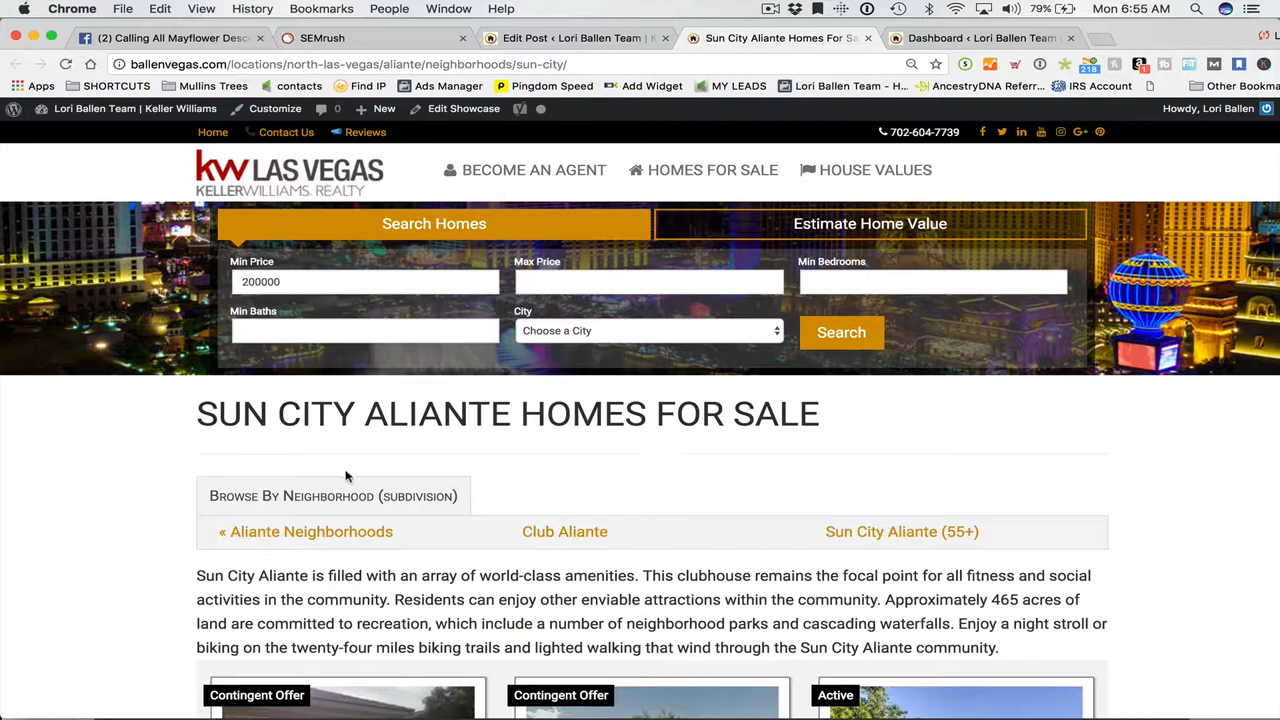 Chrome File Edit View History Bookmarks People Window Help 79% Mon 6:55 AM
(2) Calling All Mayflower Desc × SEMrush × Edit Post ‹ Lori Ballen Team | K × Sun City Aliante Homes For Sa × Dashboard ‹ Lori Ballen Team ×
ballenvegas.com/locations/north-las-vegas/aliante/neighborhoods/sun-city/
Apps SHORTCUTS Mullins Trees contacts Find IP Ads Manager Pingdom Speed Add Widget MY LEADS Lori Ballen Team - H... AncestryDNA Referr... IRS Account Other Bookma
Lori Ballen Team | Keller Williams Customize 0 New Edit Showcase Howdy, Lori Ballen
Home Contact Us Reviews 702-604-7739
kw LAS VEGAS
KELLERWILLIAMS. REALTY
BECOME AN AGENT HOMES FOR SALE HOUSE VALUES
Search Homes Estimate Home Value
Min Price Max Price Min Bedrooms
200000
Min Baths City
Choose a City Search
SUN CITY ALIANTE HOMES FOR SALE
Browse By Neighborhood (subdivision)
« Aliante Neighborhoods Club Aliante Sun City Aliante (55+)
Sun City Aliante is filled with an array of world-class amenities. This clubhouse remains the focal point for all fitness and social
activities in the community. Residents can enjoy other enviable attractions within the community. Approximately 465 acres of
land are committed to recreation, which include a number of neighborhood parks and cascading waterfalls. Enjoy a night stroll or
biking on the twenty-four miles biking trails and lighted walking that wind through the Sun City Aliante community.
Contingent Offer Contingent Offer Active